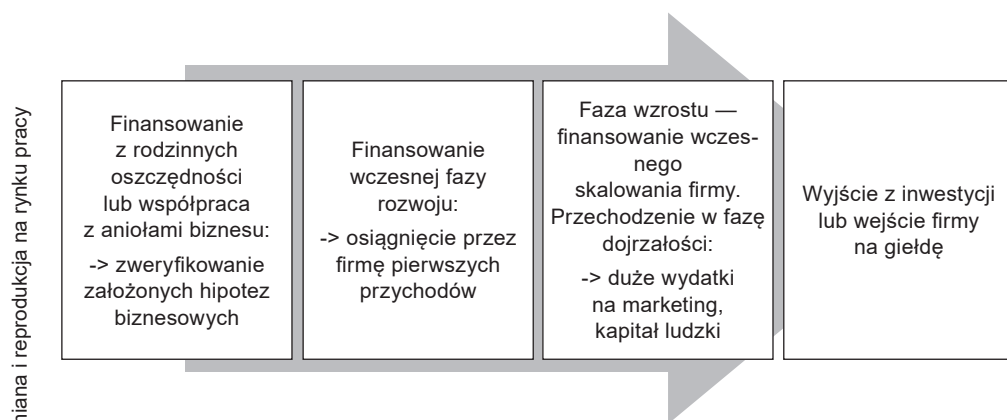 miana i reprodukcja na rynku pracy
Finansowanie
z rodzinnych
oszczędności
lub współpraca
z aniołami biznesu:
-> zweryfikowanie
założonych hipotez
biznesowych
Finansowanie
wczesnej fazy
rozwoju:
-> osiągnięcie przez
firmę pierwszych
przychodów
Faza wzrostu —
finansowanie wczes-
nego
skalowania firmy.
Przechodzenie w fazę
dojrzałości:
-> duże wydatki
na marketing,
kapitał ludzki
Wyjście z inwestycji
lub wejście firmy
na giełdę